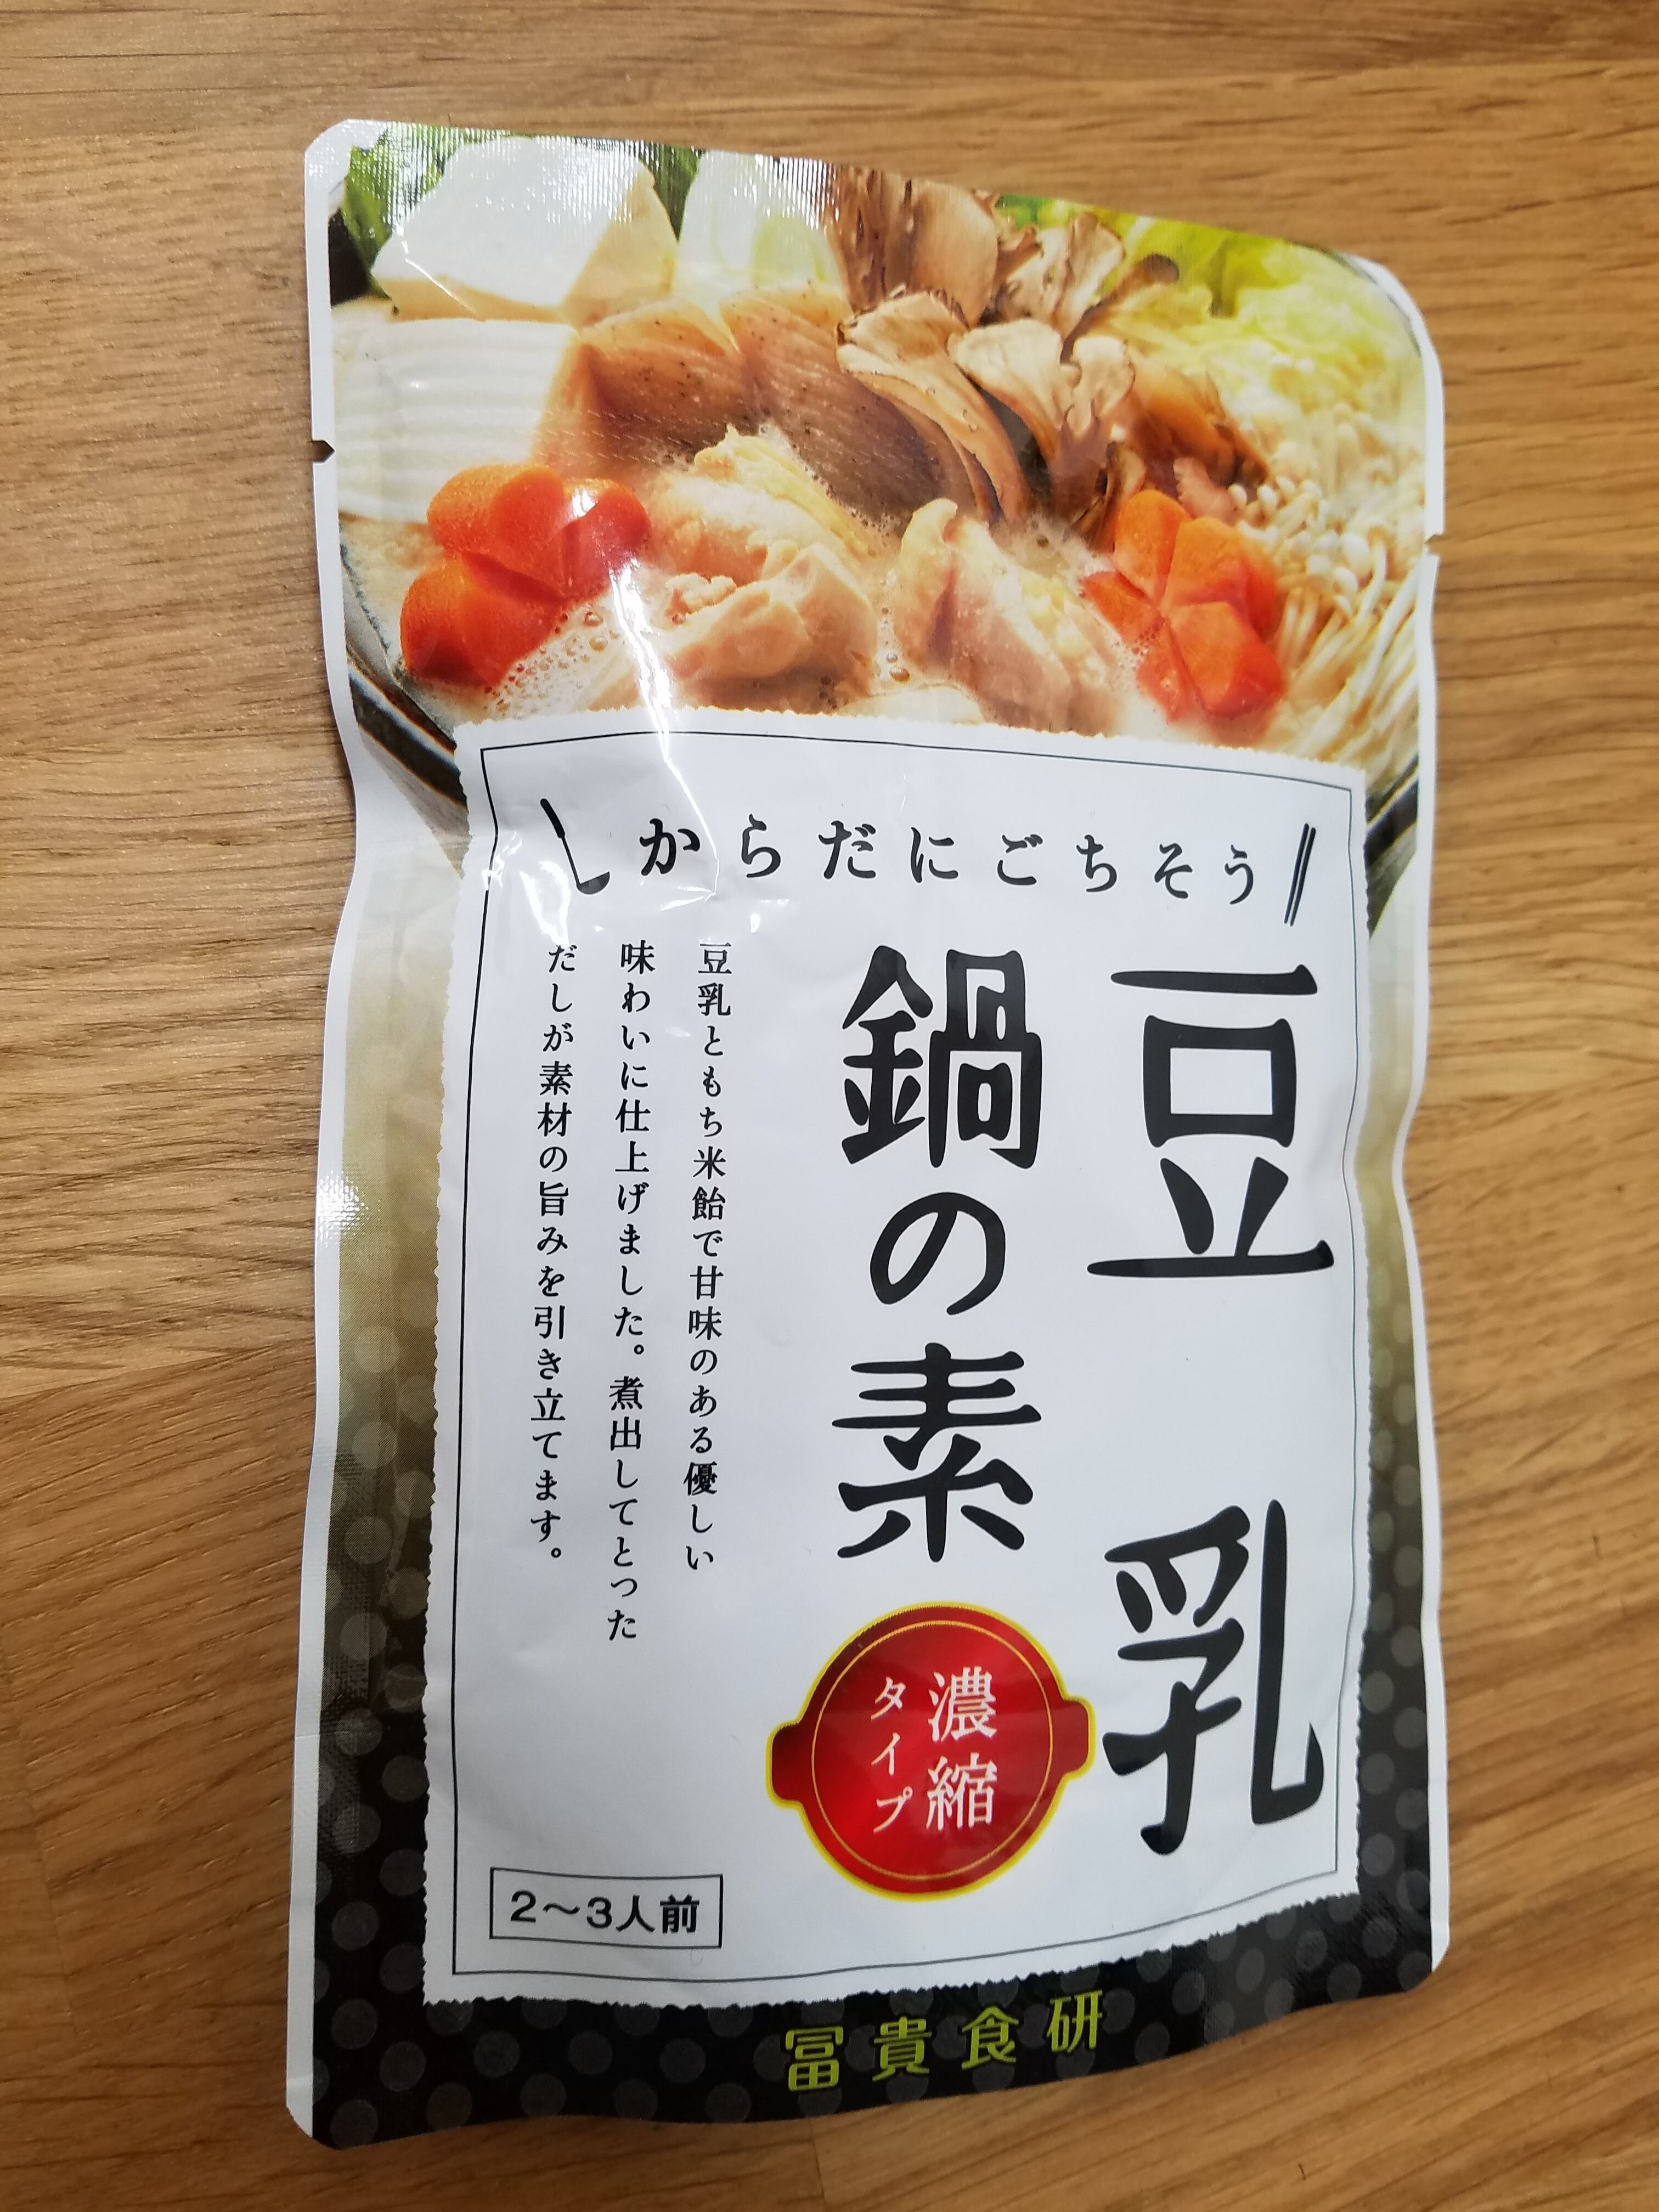 からだにごちそう
豆乳
鍋の素
濃縮
タイプ
豆乳ともち米飴で甘味のある優しい
味わいに仕上げました。煮出してとった
だしが素材の旨みを引き立てます。
2〜3人前
冨貴食研